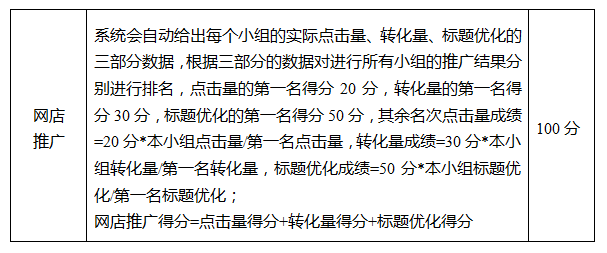 网店
推广
系统会自动给出每个小组的实际点击量、转化量、标题优化的
三部分数据，根据三部分的数据对进行所有小组的推广结果分
别进行排名，点击量的第一名得分 20 分，转化量的第一名得
分 30 分，标题优化的第一名得分 50 分，其余名次点击量成绩
=20 分*本小组点击量/第一名点击量，转化量成绩=30 分*本小
组转化量/第一名转化量，标题优化成绩=50 分*本小组标题优
化/第一名标题优化；
网店推广得分=点击量得分+转化量得分+标题优化得分
100 分